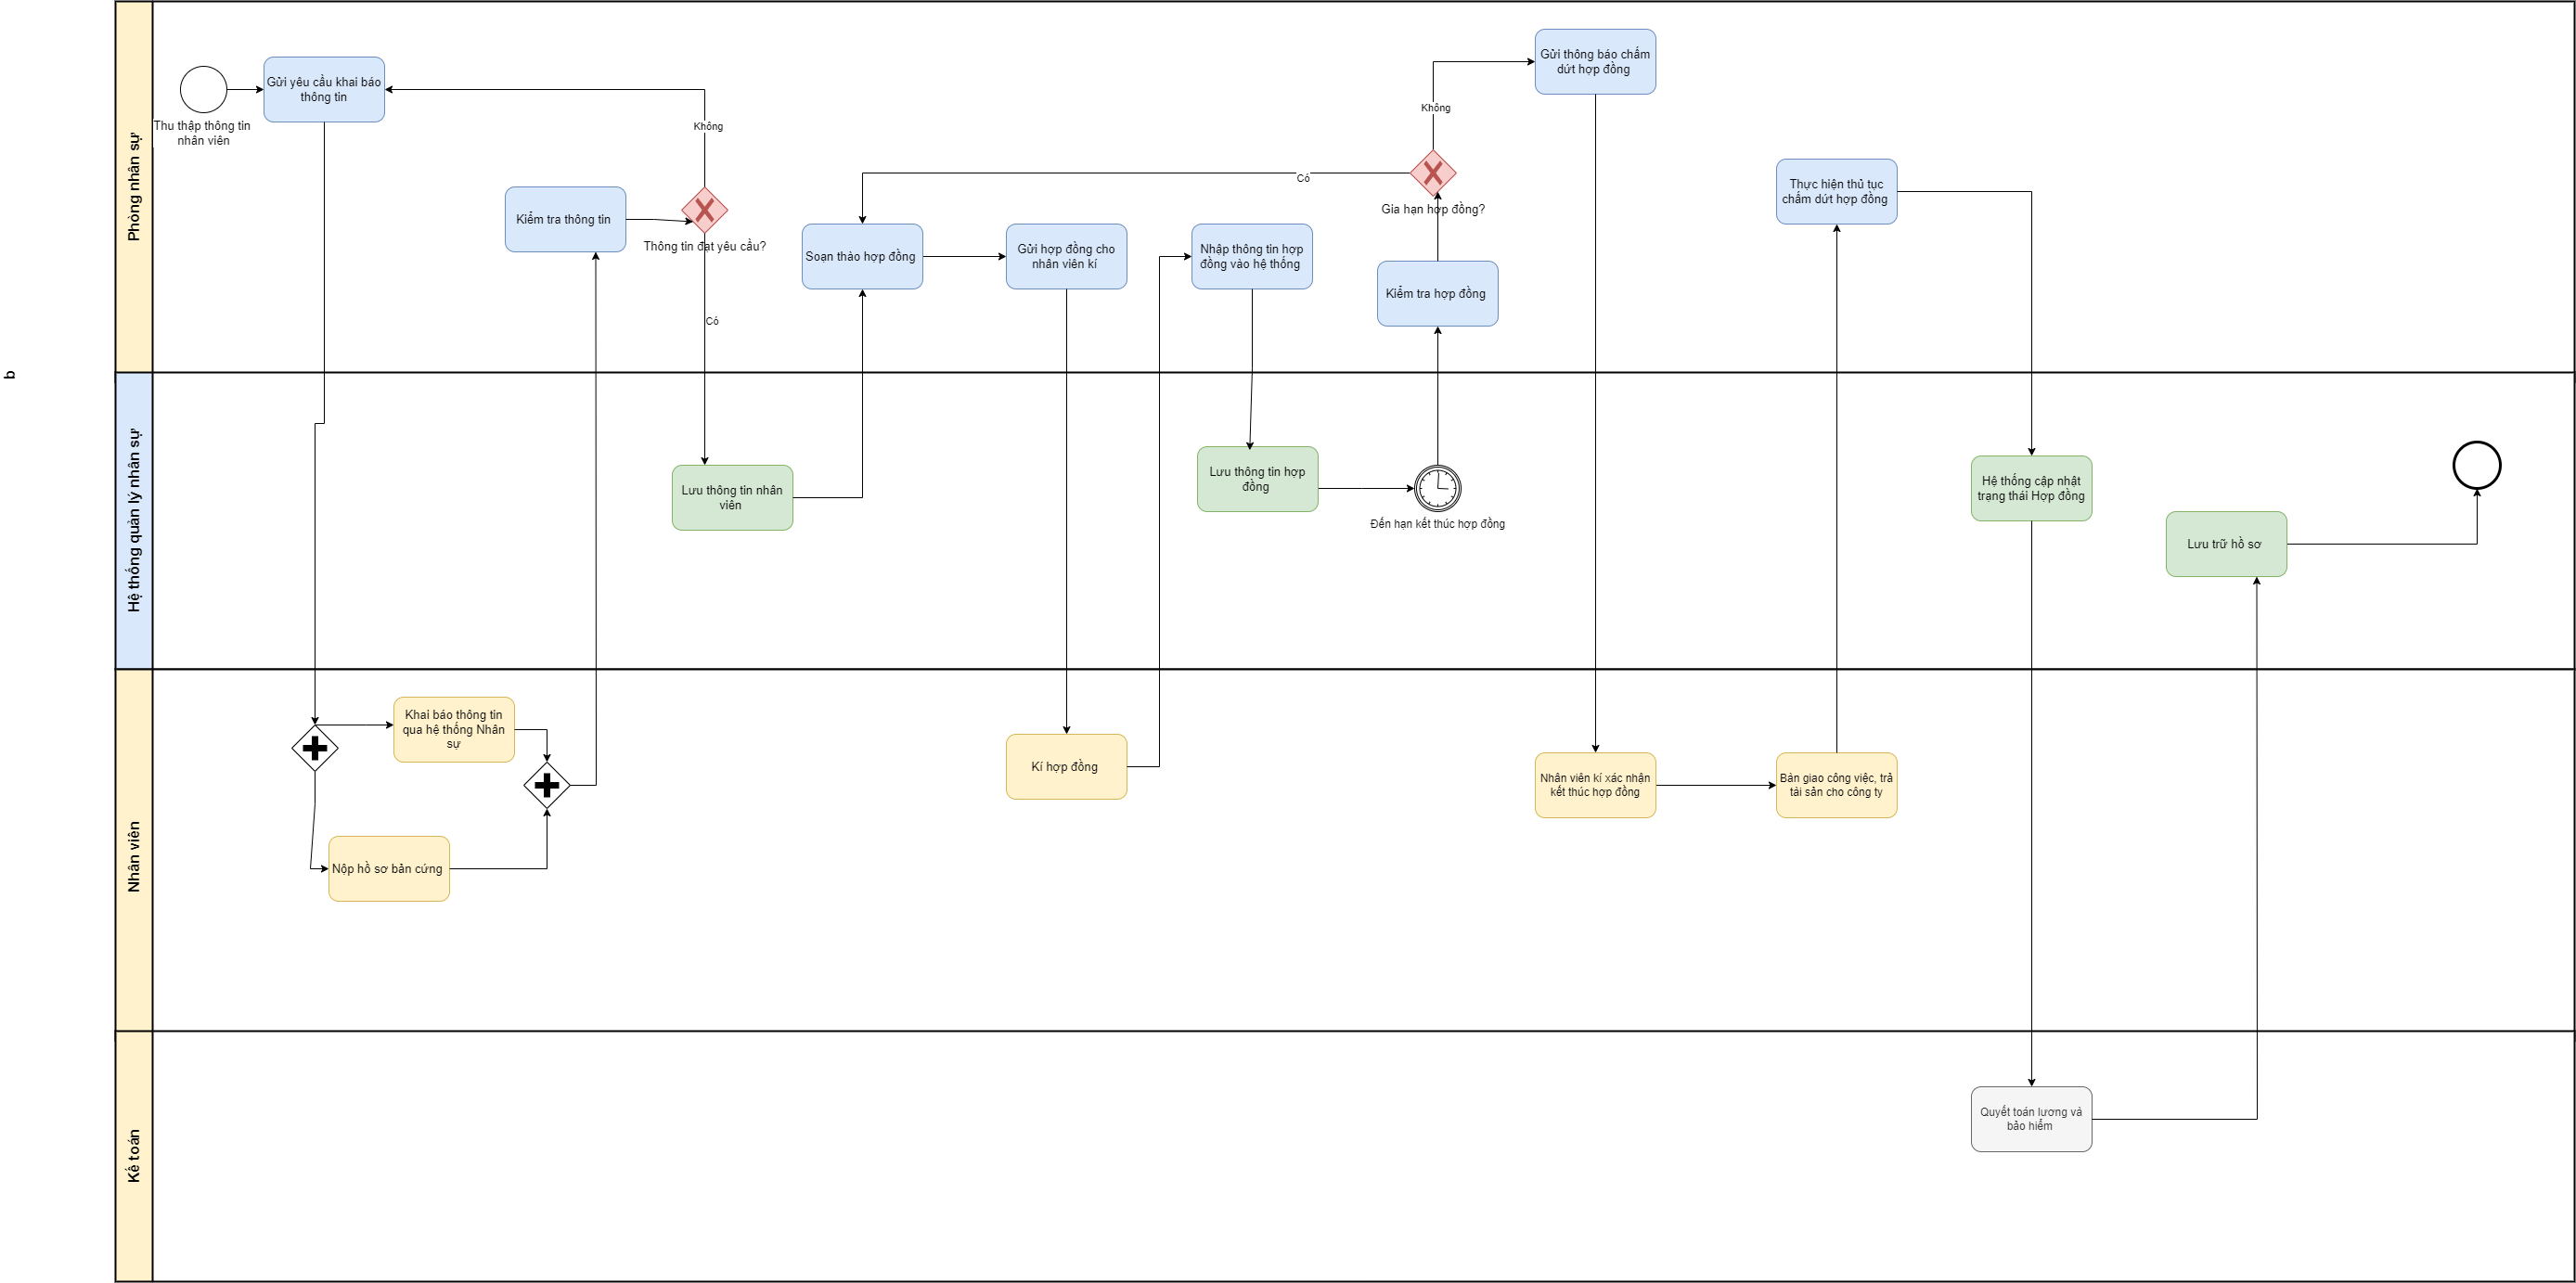 b
Phòng nhân sự
Thu thập thông tin
nhân viên
Gửi yêu cầu khai báo
thông tin
Kiểm tra thông tin
Không
Thông tin đạt yêu cầu?
Có
Soạn thảo hợp đồng
Gửi hợp đồng cho
nhân viên kí
Nhập thông tin hợp
đồng vào hệ thống
Có
Không
Gia hạn hợp đồng?
Kiểm tra hợp đồng
Gửi thông báo chấm
dứt hợp đồng
Thực hiện thủ tục
chấm dứt hợp đồng
Hệ thống quản lý nhân sự
Lưu thông tin nhân
viên
Lưu thông tin hợp
đồng
Đến hạn kết thúc hợp đồng
Hệ thống cập nhật
trạng thái Hợp đồng
Lưu trữ hồ sơ
Nhân viên
Khai báo thông tin
qua hệ thống Nhân
sự
Nộp hồ sơ bản cứng
Kí hợp đồng
Nhân viên kí xác nhận
kết thúc hợp đồng
Bàn giao công việc, trả
tài sản cho công ty
Kế toán
Quyết toán lương và
bảo hiểm